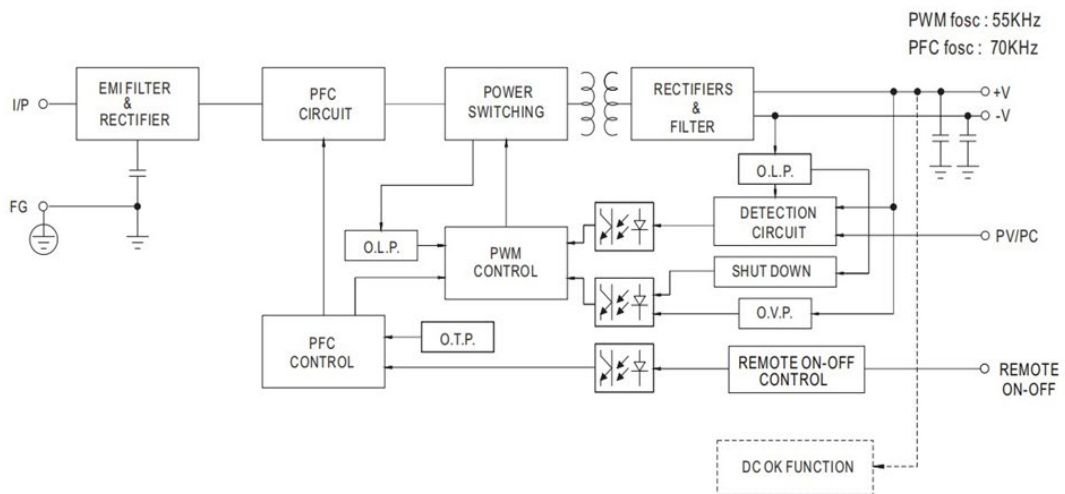 PWM fosc : 55KHz
PFC fosc : 70KHz
I/P
EMI FILTER
&
RECTIFIER
PFC
CIRCUIT
POWER
SWITCHING
RECTIFIERS
&
FILTER
+V
-V
FG
O.L.P.
O.L.P.
PWM
CONTROL
DETECTION
CIRCUIT
PV/PC
SHUT DOWN
O.V.P.
PFC
CONTROL
O.T.P.
REMOTE ON-OFF
CONTROL
REMOTE
ON-OFF
DC OK FUNCTION